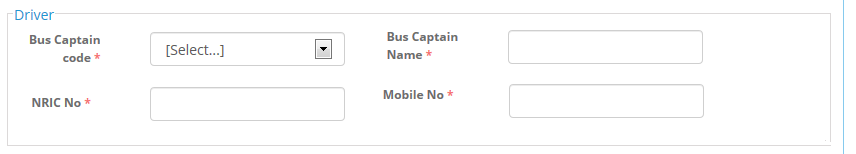 Driver
Bus Captain
code *
[Select...]
Bus Captain
Name *
NRIC No *
Mobile No *